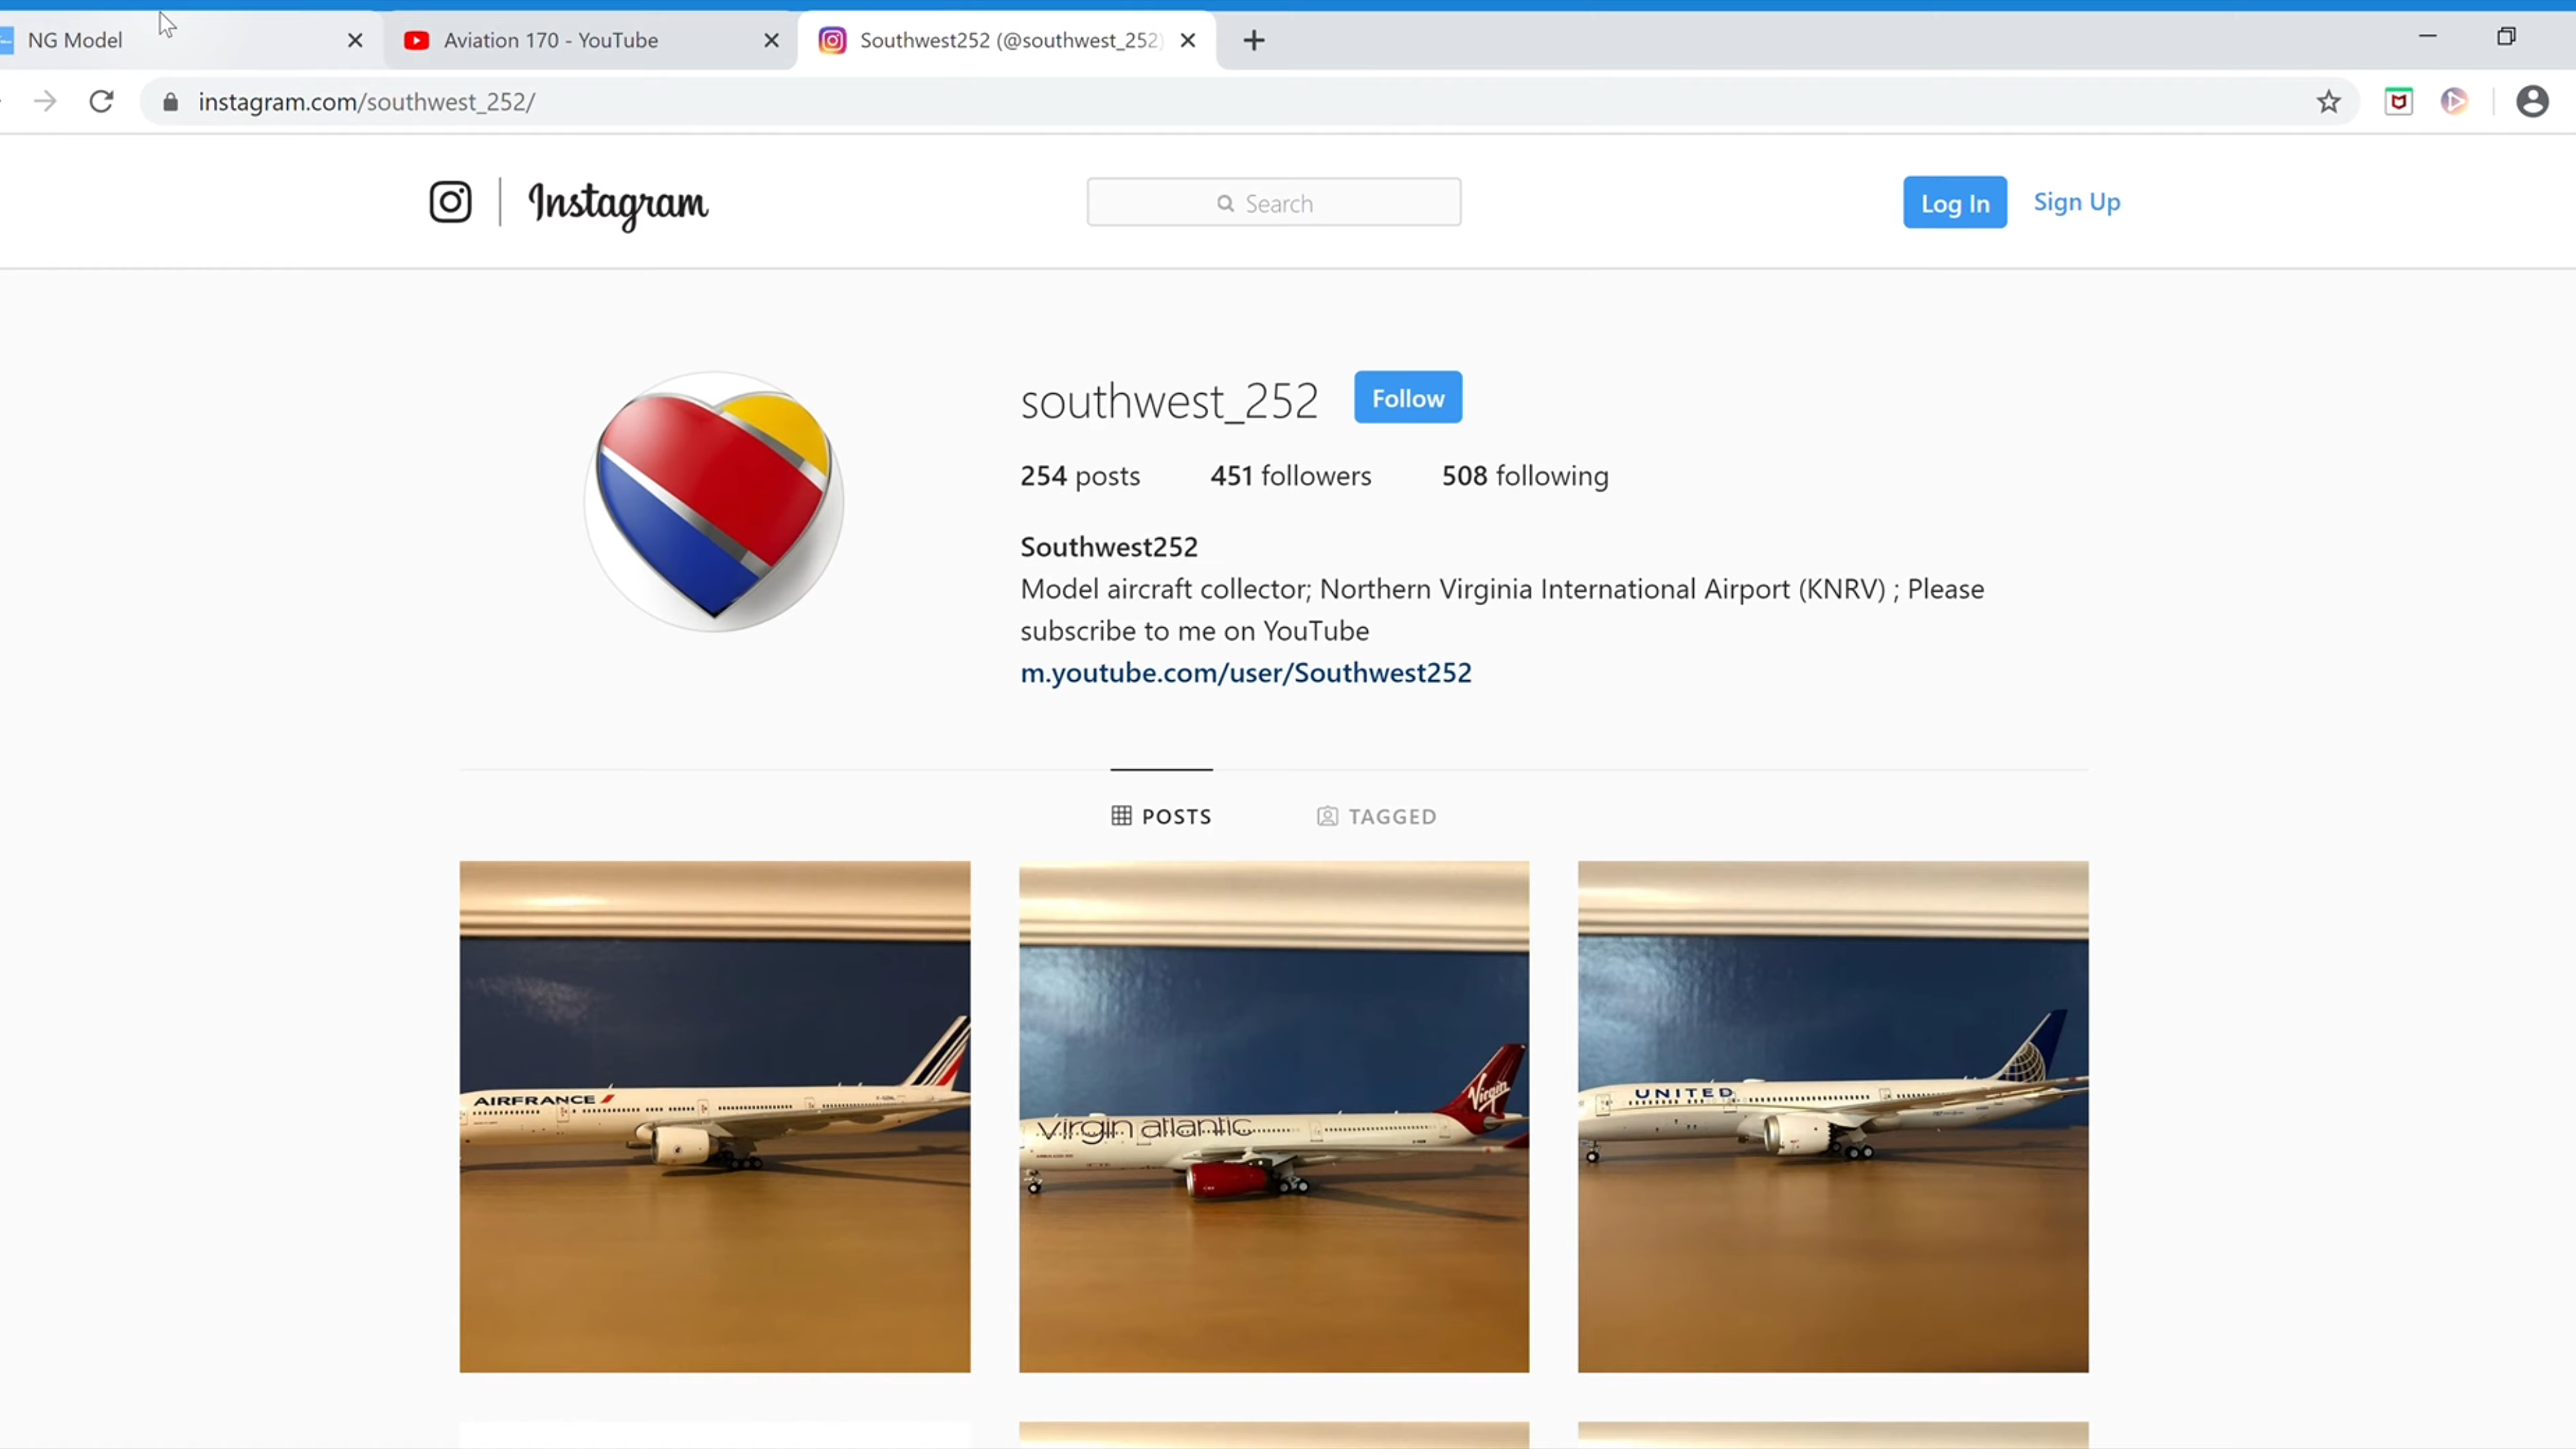 NG Model
Aviation 170 - YouTube
Southwest252 (@southwest_252)
instagram.com/southwest_252/
Instagram
Search
Log In
Sign Up
southwest_252
Follow
254 posts
451 followers
508 following
Southwest252
Model aircraft collector; Northern Virginia International Airport (KNRV) ; Please
subscribe to me on YouTube
m.youtube.com/user/Southwest252
POSTS
TAGGED
AIRFRANCE
Virgin
virgin atlantic
UNITED